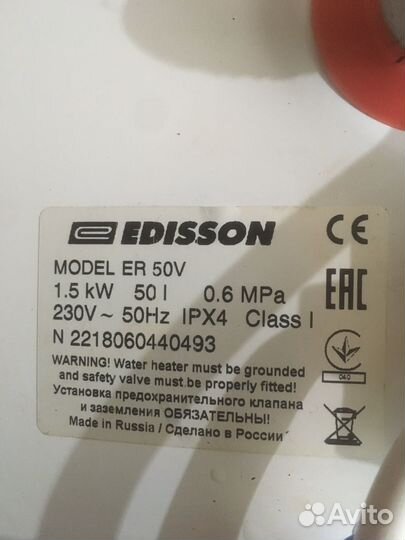 EDISSON
MODEL ER 50V
1.5 kW 50 l 0.6 MPa
230V ~ 50Hz IPX4 Class I
N 2218060440493
WARNING! Water heater must be grounded
and safety valve must be properly fitted!
Установка предохранительного клапана
и заземления ОБЯЗАТЕЛЬНЫ!
Made in Russia / Сделано в России
CE
EAC
040
Avito